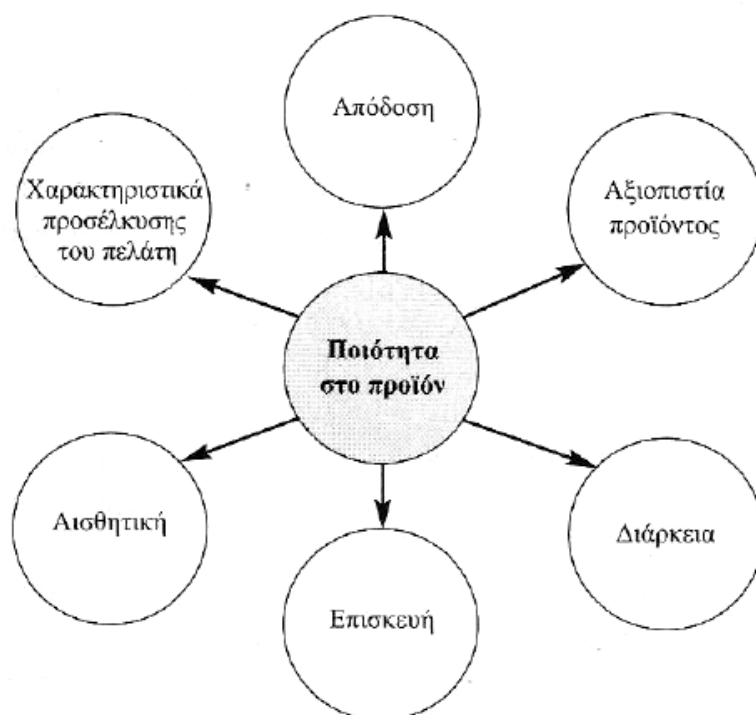 Απόδοση
Χαρακτηριστικά
προσέλκυσης
του πελάτη
Αξιοπιστία
προϊόντος
Ποιότητα
στο προϊόν
Αισθητική
Διάρκεια
Επισκευή